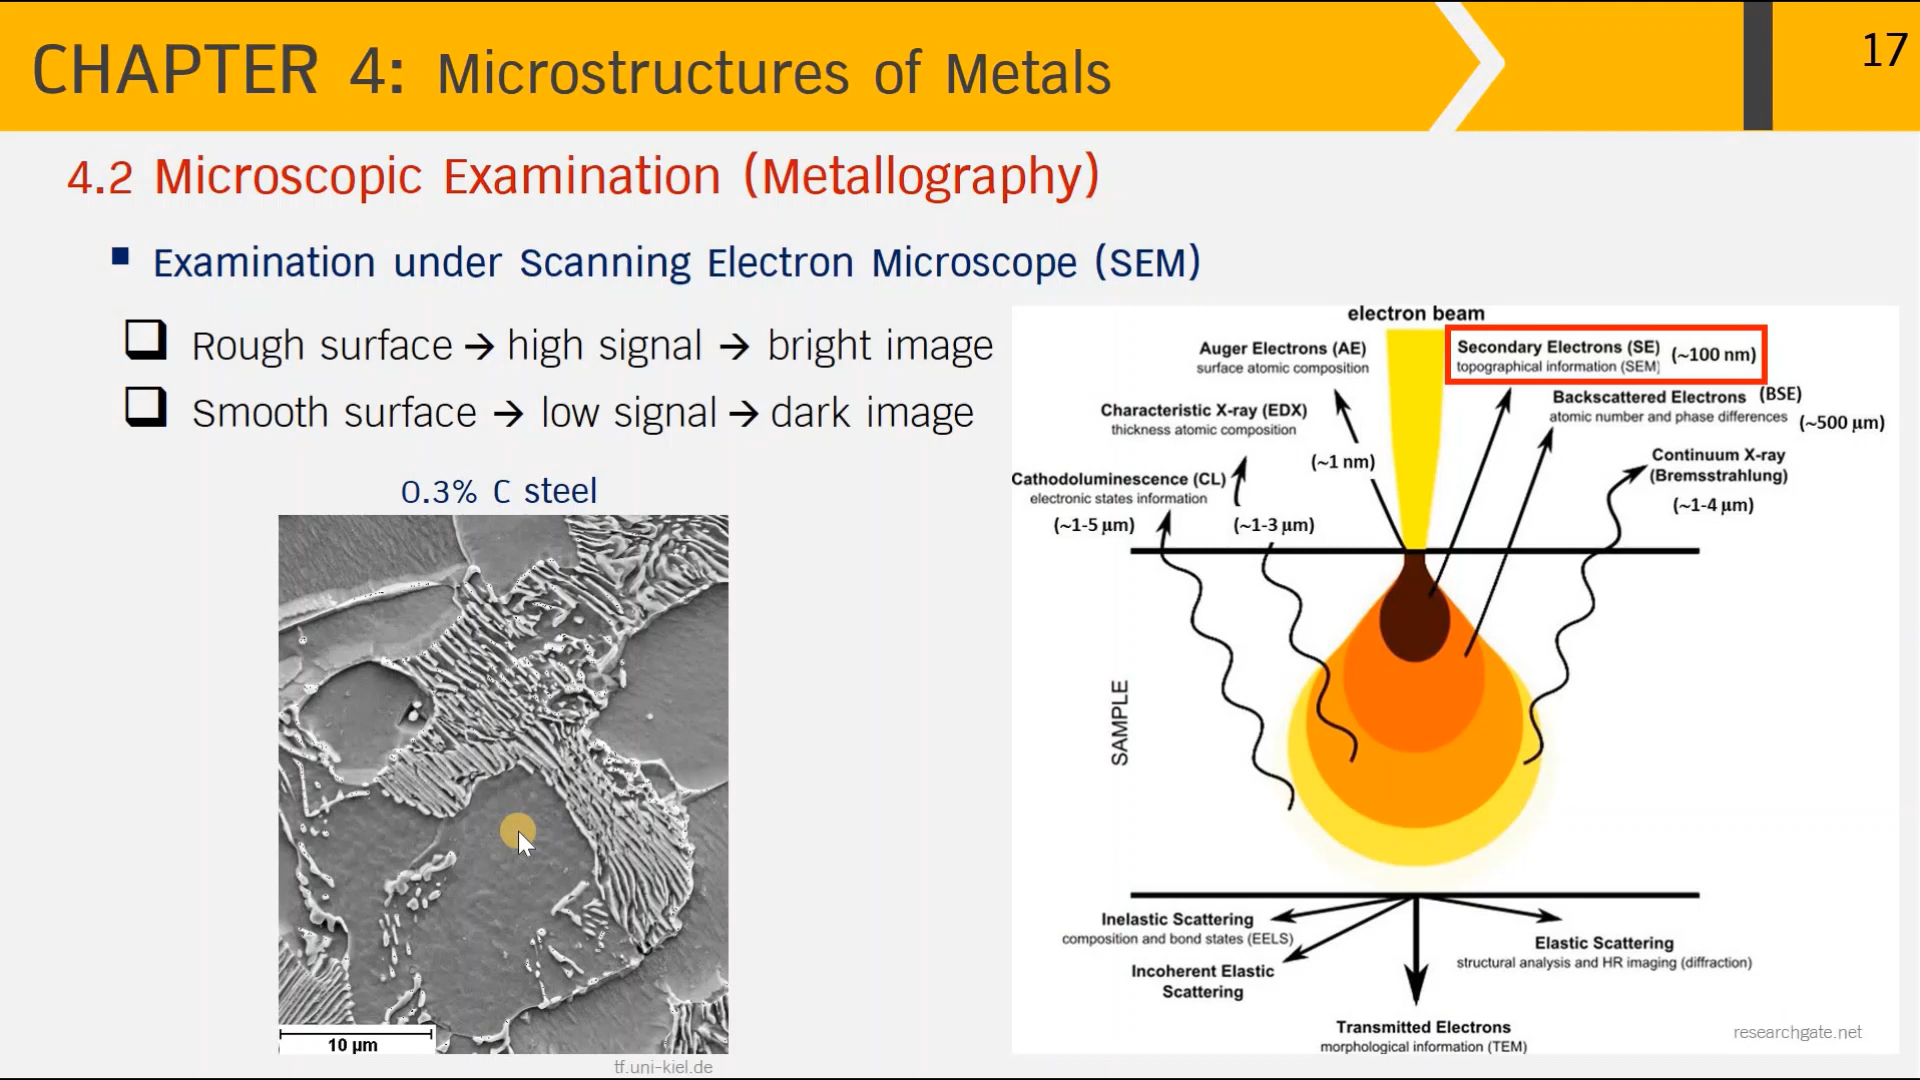 CHAPTER 4: Microstructures of Metals
17
4.2 Microscopic Examination (Metallography)
▪ Examination under Scanning Electron Microscope (SEM)
❑ Rough surface → high signal → bright image
❑ Smooth surface → low signal → dark image
0.3% C steel
10 µm
tf.uni-kiel.de
electron beam
Auger Electrons (AE)
surface atomic composition
(~1 nm)
Secondary Electrons (SE)
topographical information (SEM)
(~100 nm)
Characteristic X-ray (EDX)
thickness atomic composition
(~1-3 µm)
Backscattered Electrons (BSE)
atomic number and phase differences
(~500 µm)
Cathodoluminescence (CL)
electronic states information
(~1-5 µm)
Continuum X-ray
(Bremsstrahlung)
(~1-4 µm)
SAMPLE
Inelastic Scattering
composition and bond states (EELS)
Incoherent Elastic
Scattering
Elastic Scattering
structural analysis and HR imaging (diffraction)
Transmitted Electrons
morphological information (TEM)
researchgate.net